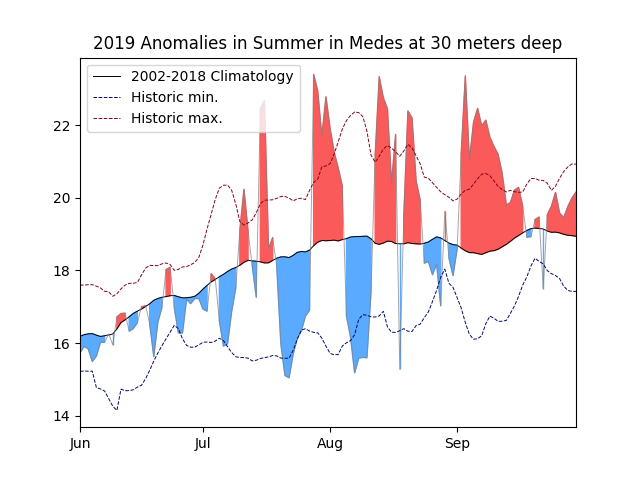 2019 Anomalies in Summer in Medes at 30 meters deep
2002-2018 Climatology
Historic min.
Historic max.
22
20
18
16
14
Jun Jul Aug Sep